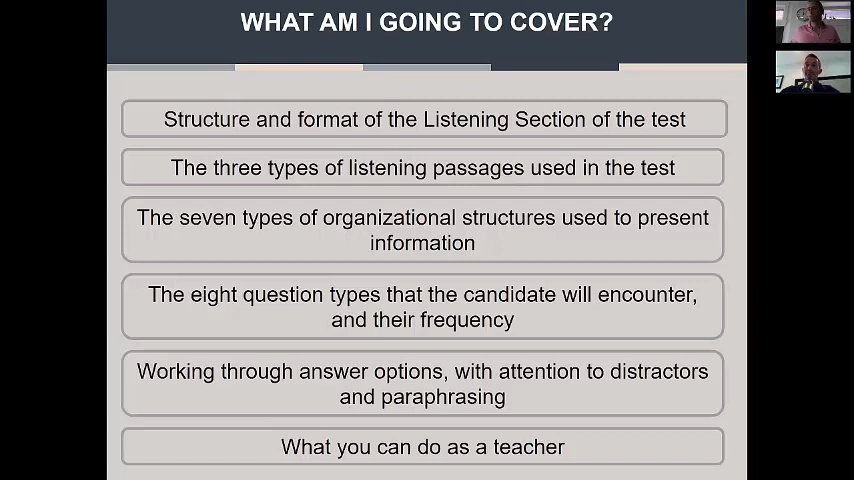 WHAT AM I GOING TO COVER?
Structure and format of the Listening Section of the test
The three types of listening passages used in the test
The seven types of organizational structures used to present
information
The eight question types that the candidate will encounter,
and their frequency
Working through answer options, with attention to distractors
and paraphrasing
What you can do as a teacher